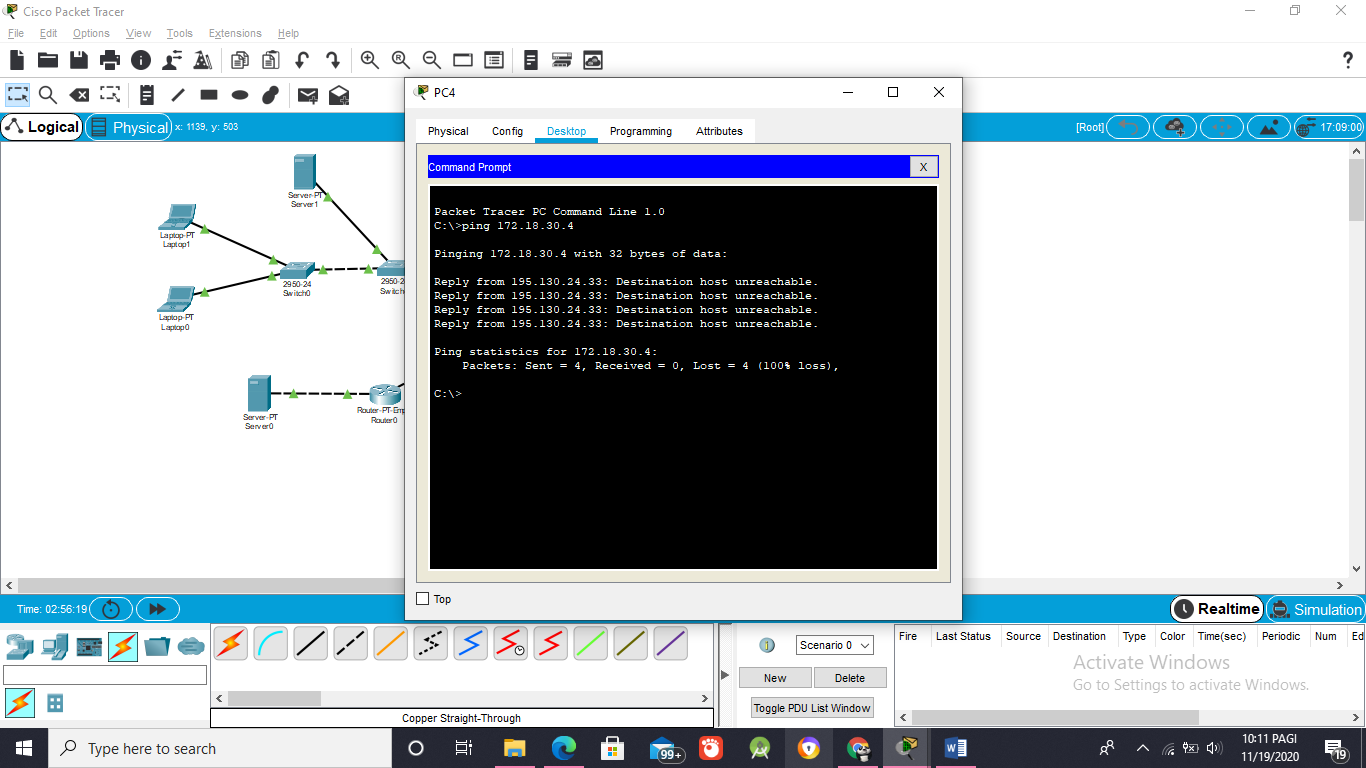 Cisco Packet Tracer
File Edit Options View Tools Extensions Help
PC4
Logical
Physical
x: 1139, y: 503
[Root]
17:09:00
Physical Config Desktop Programming Attributes
Command Prompt
X
Packet Tracer PC Command Line 1.0
C:\>ping 172.18.30.4
Pinging 172.18.30.4 with 32 bytes of data:
Reply from 195.130.24.33: Destination host unreachable.
Reply from 195.130.24.33: Destination host unreachable.
Reply from 195.130.24.33: Destination host unreachable.
Reply from 195.130.24.33: Destination host unreachable.
Ping statistics for 172.18.30.4:
Packets: Sent = 4, Received = 0, Lost = 4 (100% loss),
C:\>
Top
Server-PT
Server1
Laptop-PT
Laptop1
2950-24
Switch0
2950-2
Switch
Laptop-PT
Laptop0
Server-PT
Server0
Router-PT-Emp
Router0
Time: 02:56:19
Realtime
Simulation
Copper Straight-Through
Scenario 0
New
Delete
Toggle PDU List Window
Fire Last Status Source Destination Type Color Time(sec) Periodic Num Ed
Activate Windows
Go to Settings to activate Windows.
Type here to search
99+
10:11 PAGI
11/19/2020
19